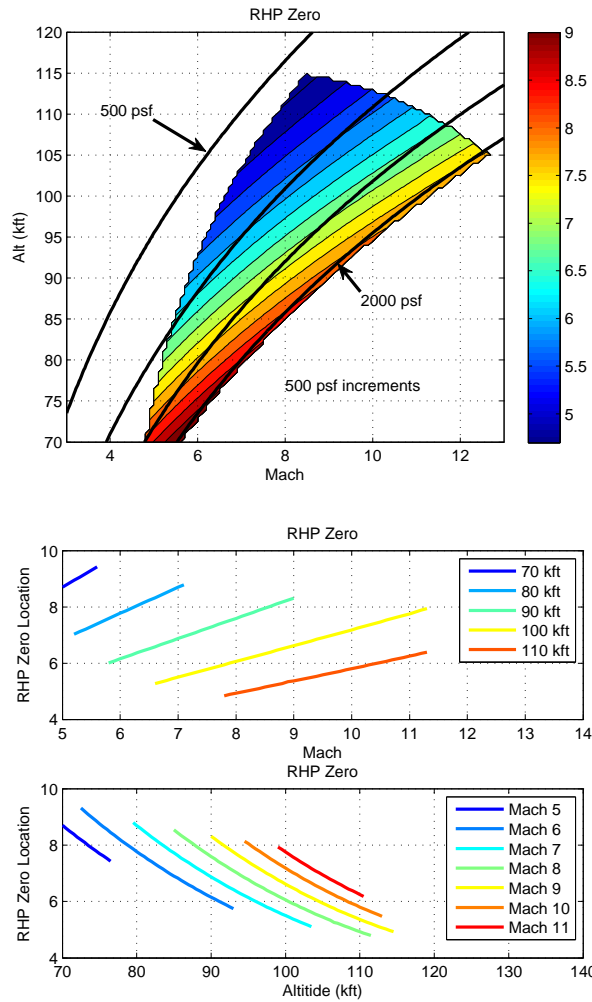 RHP Zero
120
115
110
105
100
95
90
85
80
75
70
Alt (kft)
500 psf
2000 psf
500 psf increments
4
6
8
10
12
Mach
9
8.5
8
7.5
7
6.5
6
5.5
5
RHP Zero
10
8
6
4
RHP Zero Location
70 kft
80 kft
90 kft
100 kft
110 kft
5
6
7
8
9
10
11
12
13
14
Mach
RHP Zero
10
8
6
4
RHP Zero Location
Mach 5
Mach 6
Mach 7
Mach 8
Mach 9
Mach 10
Mach 11
70
80
90
100
110
120
130
140
Altitide (kft)